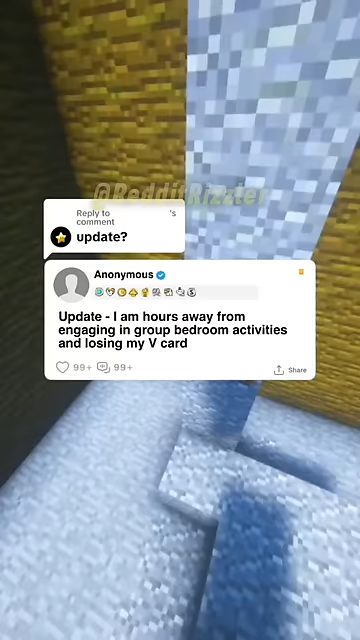 @RedditRizzler
Reply to 's
comment
update?
Anonymous
Update - I am hours away from
engaging in group bedroom activities
and losing my V card
99+ 99+ Share